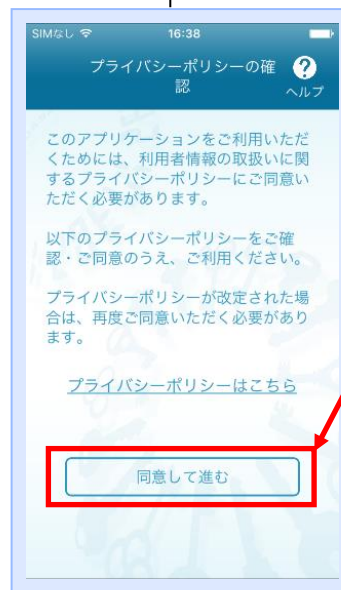 SIMなし 16:38
プライバシーポリシーの確
認
?
ヘルプ
このアプリケーションをご利用いただ
くためには、利用者情報の取扱いに関
するプライバシーポリシーにご同意い
ただく必要があります。
以下のプライバシーポリシーをご確
認・ご同意のうえ、ご利用ください。
プライバシーポリシーが改定された場
合は、再度ご同意いただく必要があり
ます。
プライバシーポリシーはこちら
同意して進む